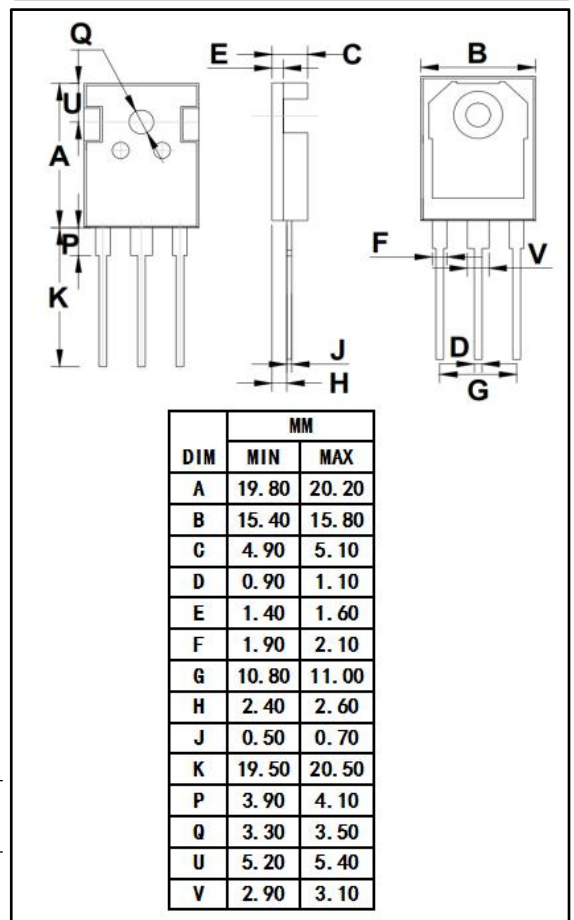 Q
E C B
U
A
P
F V
K
D
J
H G
MM
DIM MIN MAX
A 19.80 20.20
B 15.40 15.80
C 4.90 5.10
D 0.90 1.10
E 1.40 1.60
F 1.90 2.10
G 10.80 11.00
H 2.40 2.60
J 0.50 0.70
K 19.50 20.50
P 3.90 4.10
Q 3.30 3.50
U 5.20 5.40
V 2.90 3.10